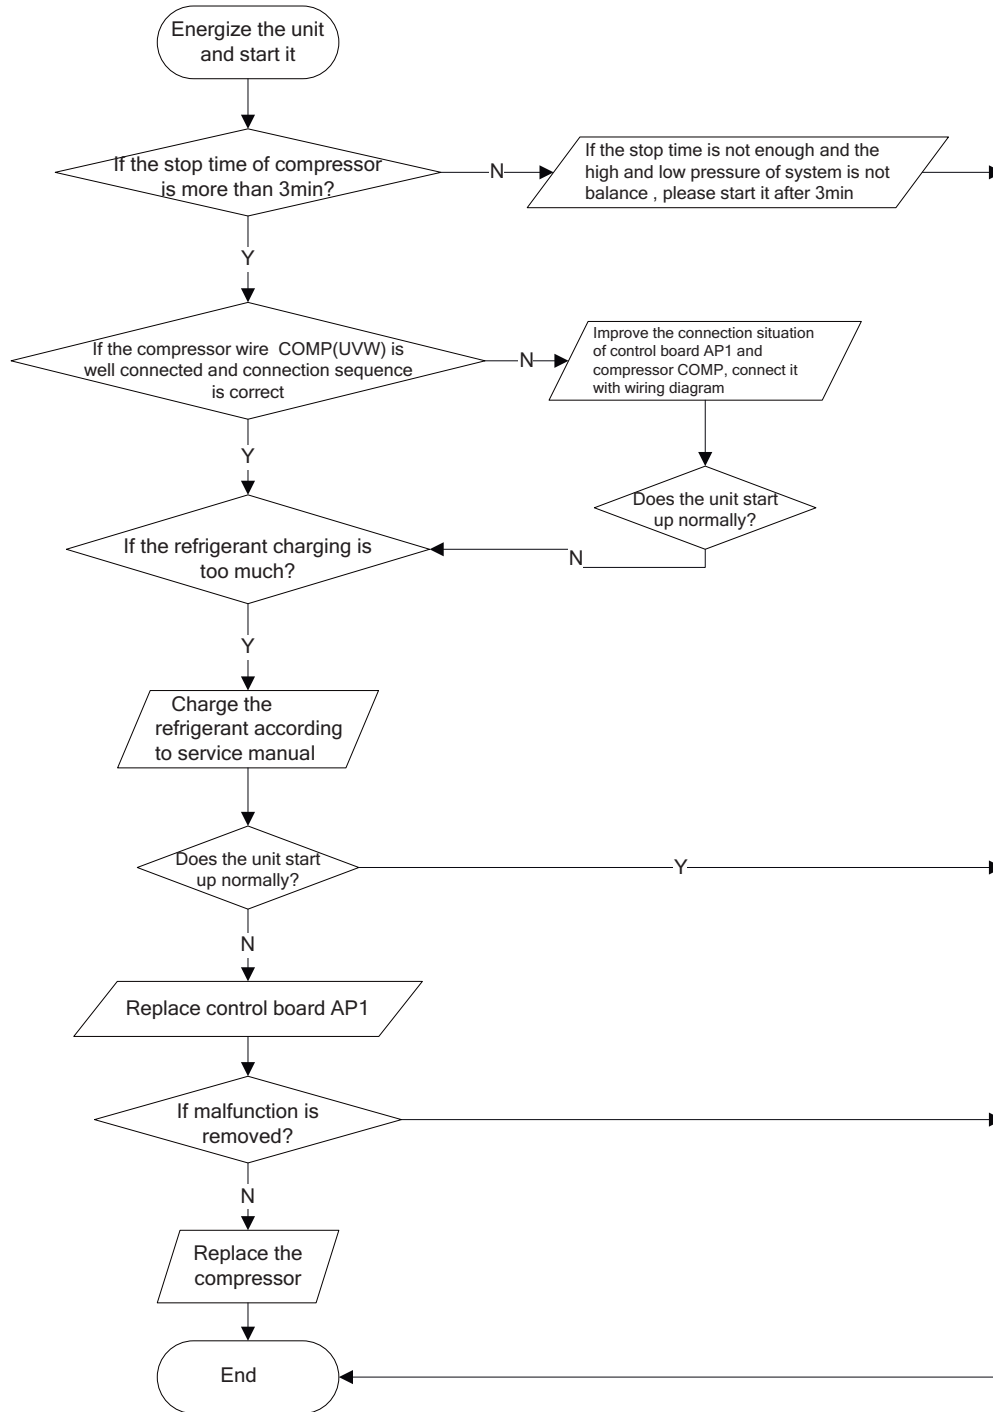 Energize the unit
and start it
If the stop time of compressor
is more than 3min?
N
If the stop time is not enough and the
high and low pressure of system is not
balance , please start it after 3min
Y
If the compressor wire COMP(UVW) is
well connected and connection sequence
is correct
N
Improve the connection situation
of control board AP1 and
compressor COMP, connect it
with wiring diagram
Y
Does the unit start
up normally?
If the refrigerant charging is
too much?
N
Y
Charge the
refrigerant according
to service manual
Does the unit start
up normally?
Y
N
Replace control board AP1
If malfunction is
removed?
N
Replace the
compressor
End